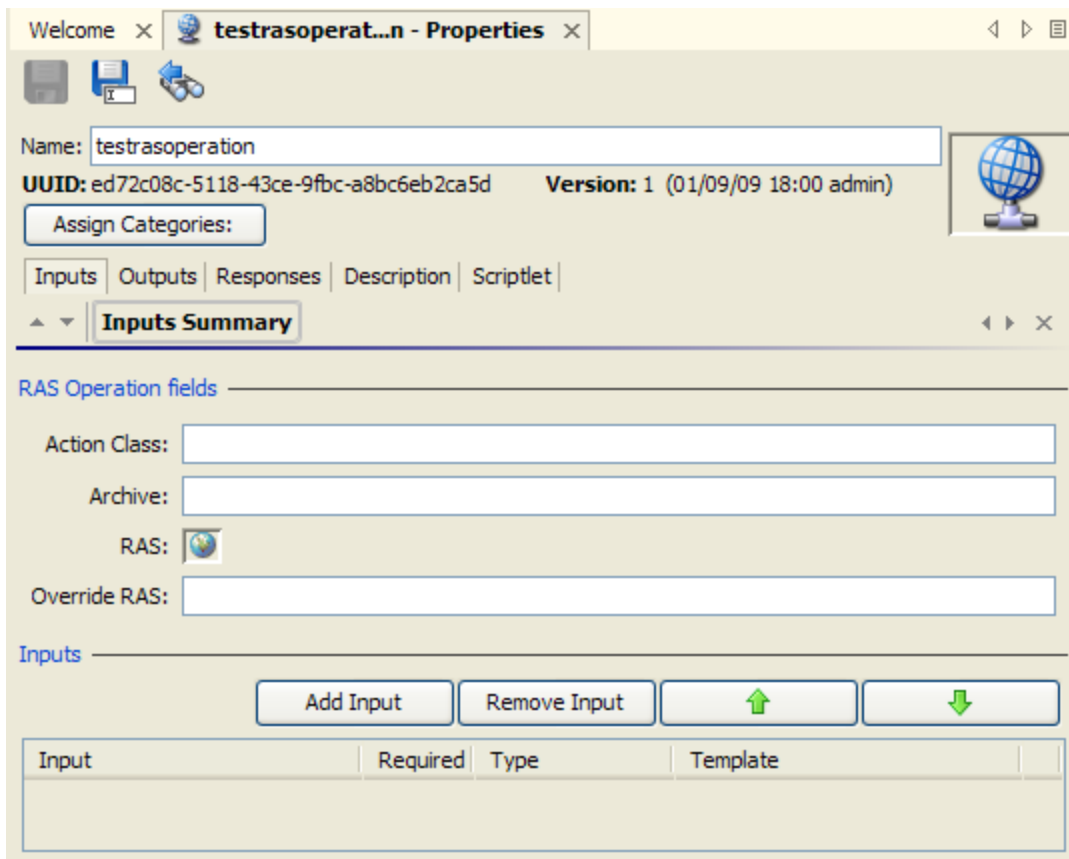 Welcome testrasoperat...n - Properties
Name: testrasoperation
UUID: ed72c08c-5118-43ce-9fbc-a8bc6eb2ca5d Version: 1 (01/09/09 18:00 admin)
Assign Categories:
Inputs Outputs Responses Description Scriptlet
Inputs Summary
RAS Operation fields
Action Class:
Archive:
RAS:
Override RAS:
Inputs
Add Input Remove Input
Input Required Type Template